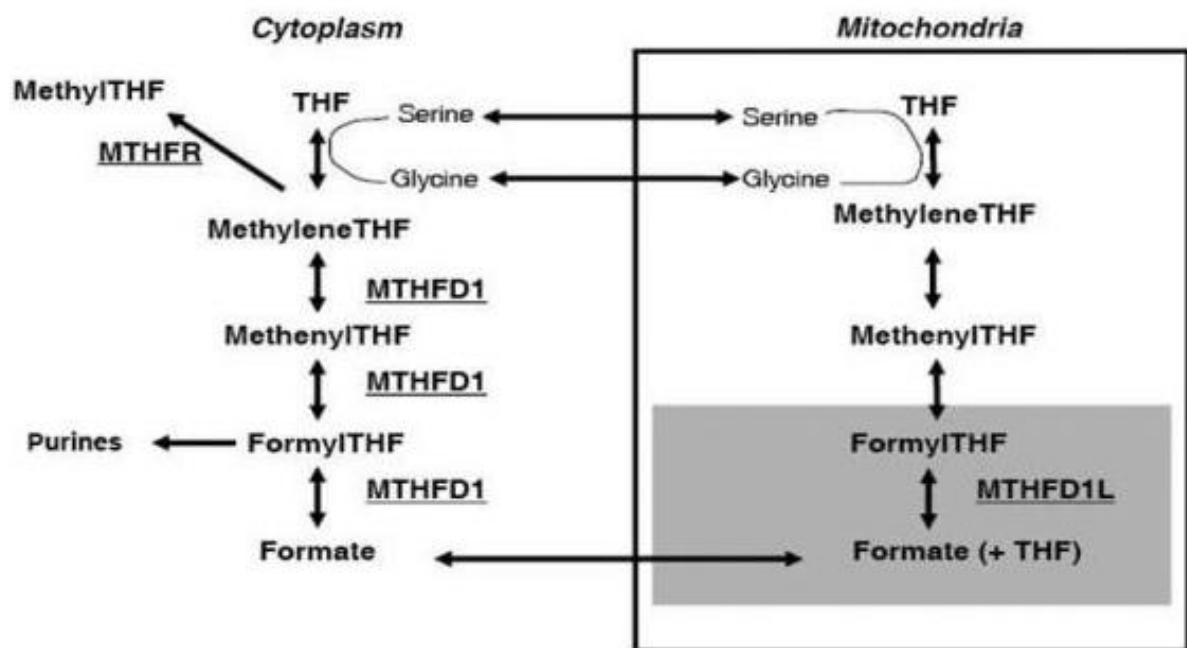 Cytoplasm
Mitochondria
MethylTHF
THF
Serine
Serine
THF
MTHFR
Glycine
Glycine
MethyleneTHF
MethyleneTHF
MTHFD1
MethenylTHF
MethenylTHF
MTHFD1
Purines
FormylTHF
FormylTHF
MTHFD1
MTHFD1L
Formate
Formate (+ THF)